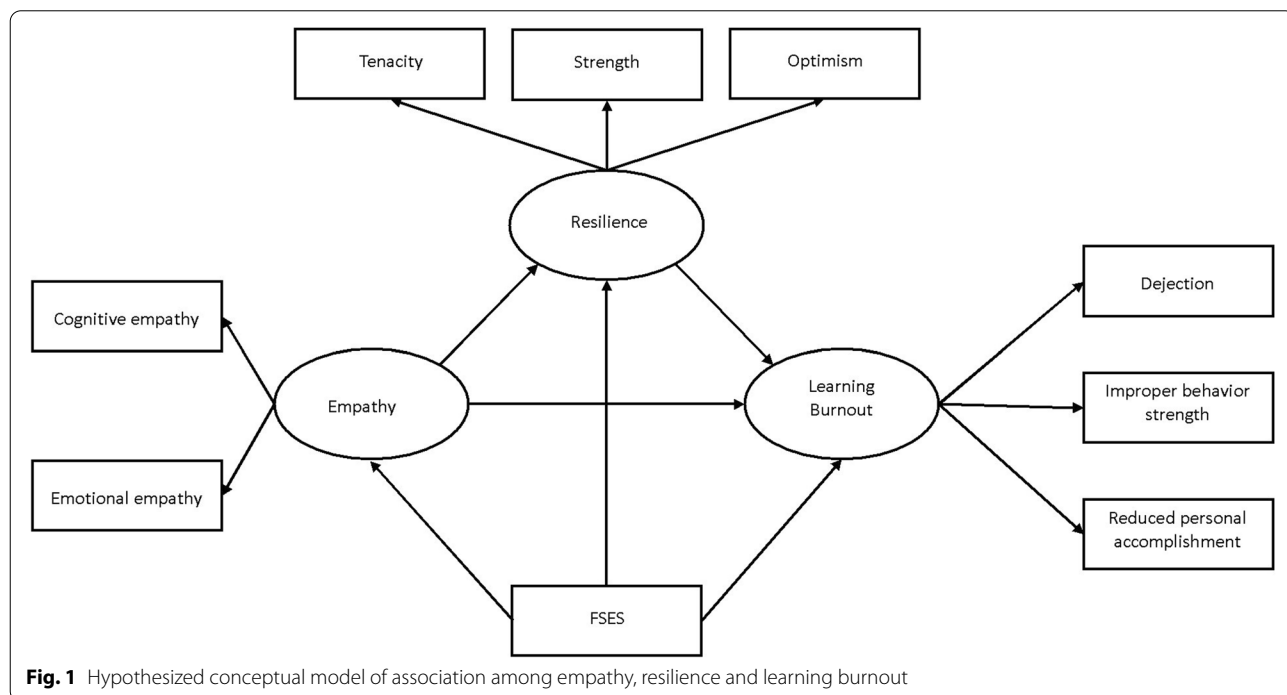 Tenacity
Strength
Optimism
Resilience
Cognitive empathy
Dejection
Empathy
Learning
Burnout
Improper behavior
strength
Emotional empathy
Reduced personal
accomplishment
FSES
Fig. 1 Hypothesized conceptual model of association among empathy, resilience and learning burnout